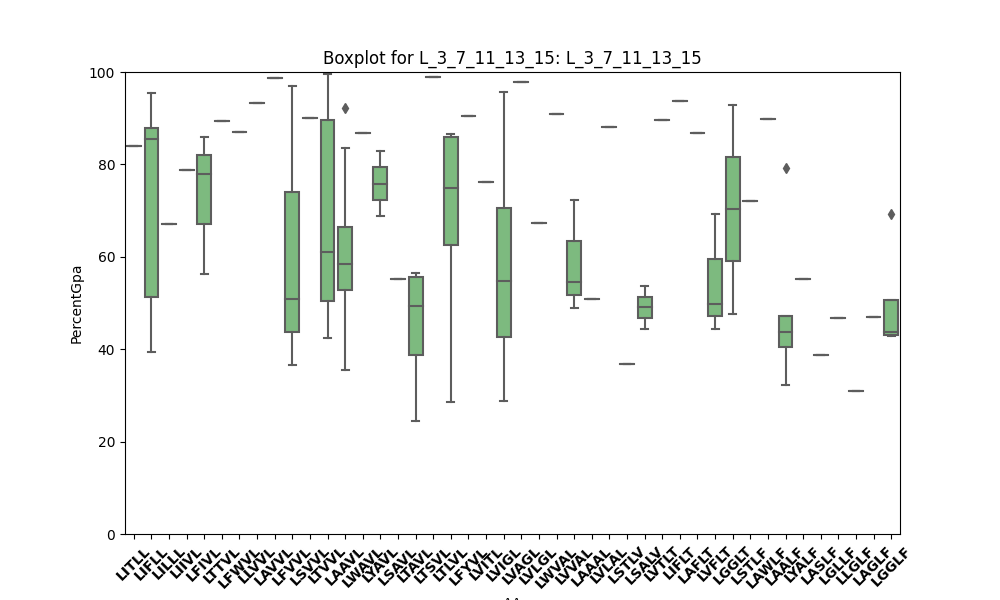 Boxplot for L_3_7_11_13_15: L_3_7_11_13_15
PercentGpa
100
80
60
40
20
0
LITLL
LIFLL
LIILL
LIIVL
LFIVL
LTTVL
LFWVL
LLVVL
LAVVL
LFVVL
LSVVL
LTVVL
LAAVL
LWAVL
LYAVL
LSAVL
LTAVL
LTSVL
LTLVL
LFYVL
LVITL
LVIGL
LVAGL
LVLGL
LWVAL
LVVAL
LAAAL
LVLAL
LSTLV
LSALV
LVTLT
LIFLT
LAFLT
LVFLT
LGGLT
LSTLF
LAWLF
LAALF
LYALF
LASLF
LGLLF
LLGLF
LAGLF
LGGLF